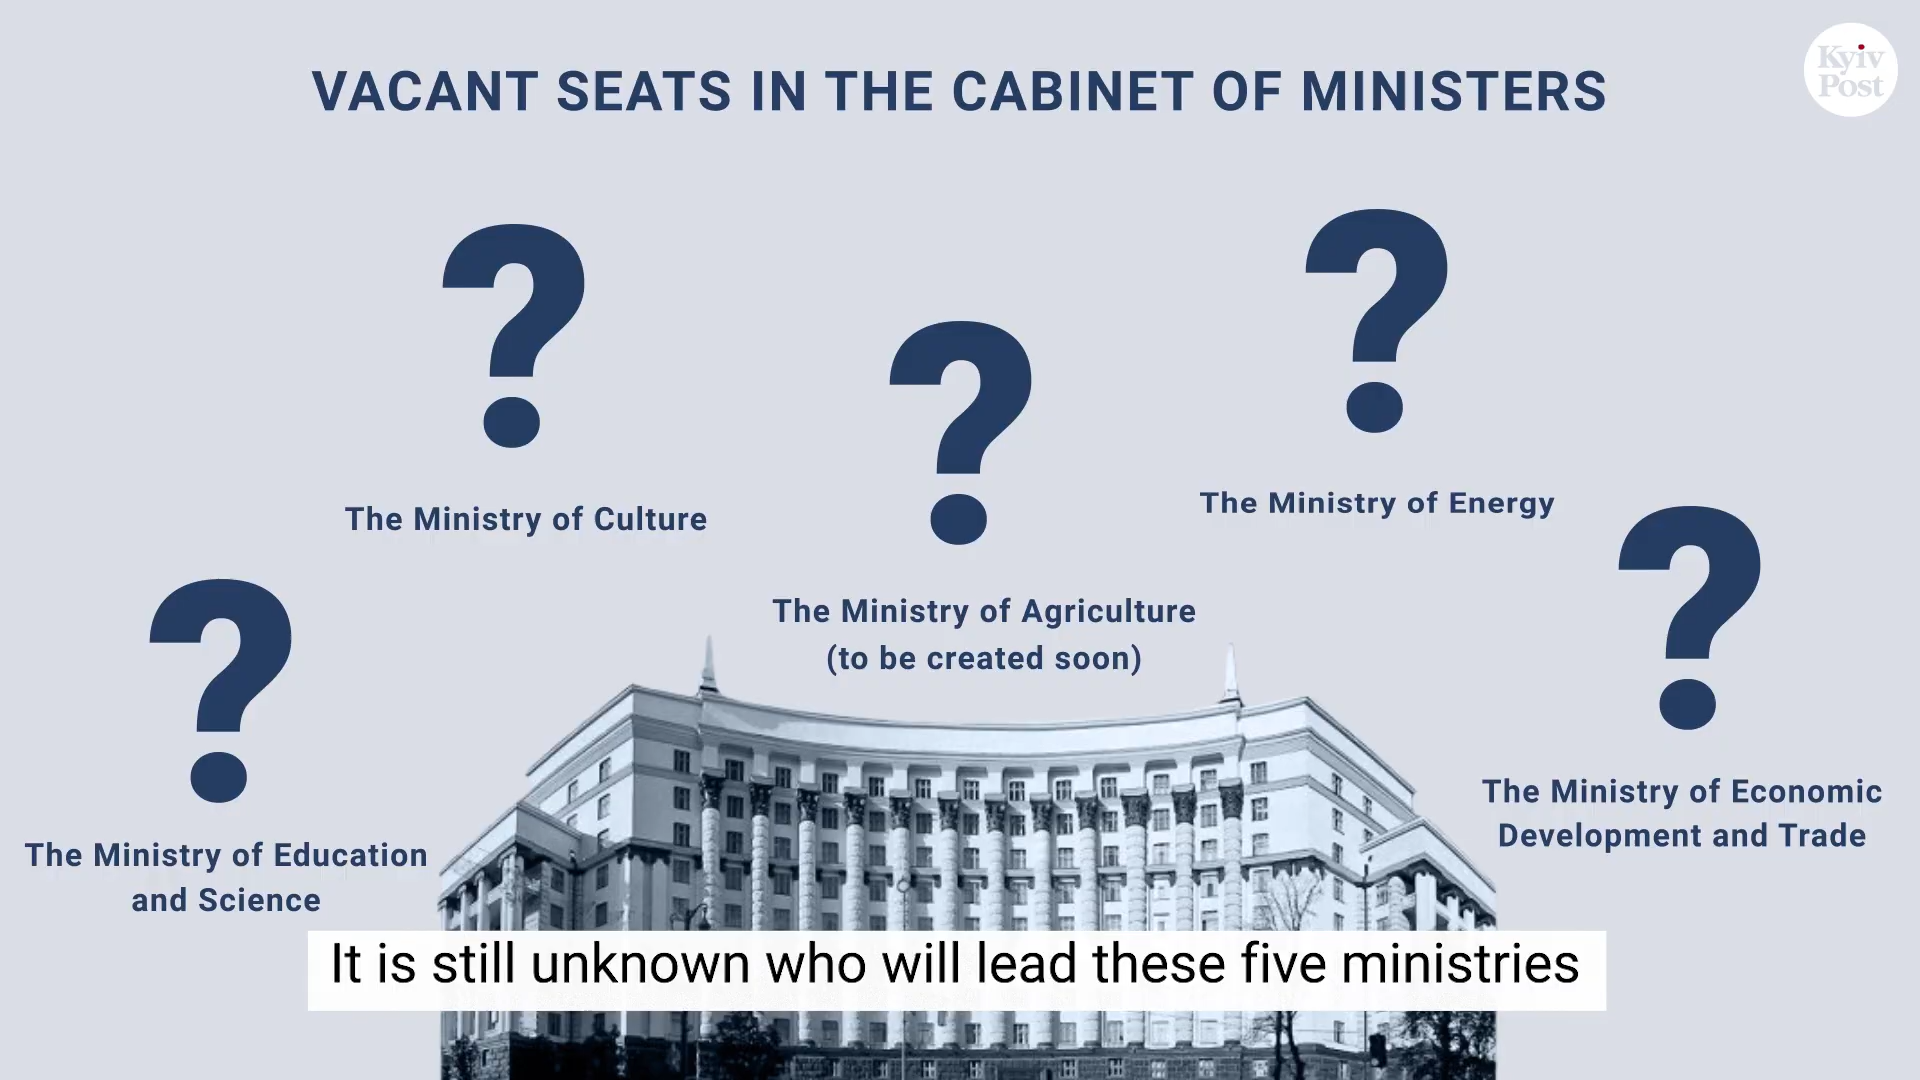 VACANT SEATS IN THE CABINET OF MINISTERS
Kyiv
Post
The Ministry of Culture
The Ministry of Energy
The Ministry of Agriculture
(to be created soon)
The Ministry of Economic
Development and Trade
The Ministry of Education
and Science
It is still unknown who will lead these five ministries